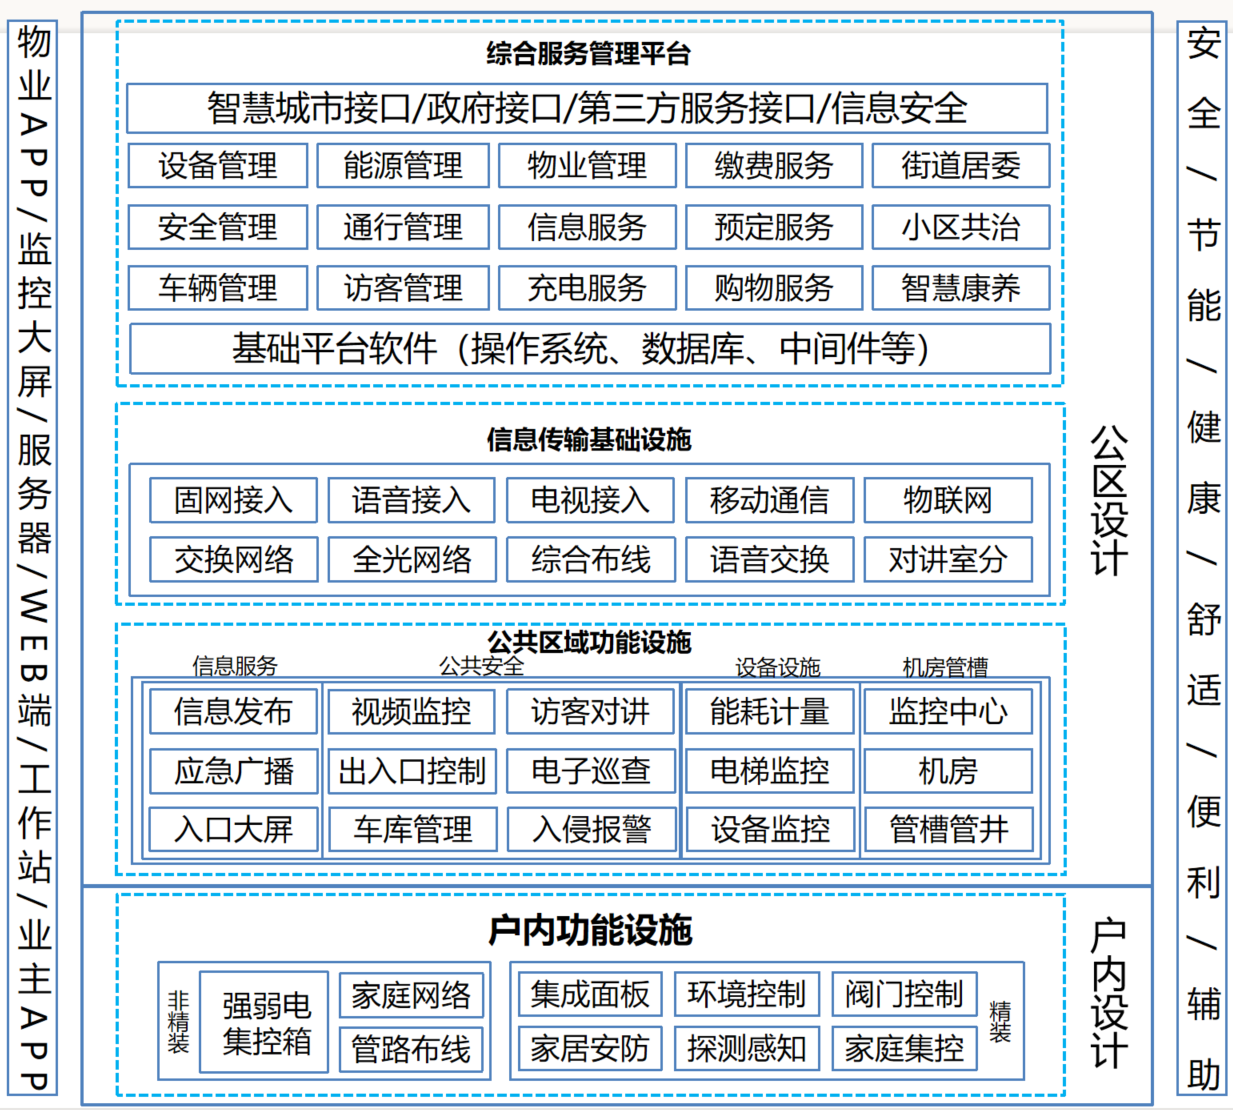 物业APP/监控大屏/服务器/WEB端/工作站/业主APP
综合服务管理平台
智慧城市接口/政府接口/第三方服务接口/信息安全
设备管理 能源管理 物业管理 缴费服务 街道居委
安全管理 通行管理 信息服务 预定服务 小区共治
车辆管理 访客管理 充电服务 购物服务 智慧康养
基础平台软件（操作系统、数据库、中间件等）
信息传输基础设施
固网接入 语音接入 电视接入 移动通信 物联网
交换网络 全光网络 综合布线 语音交换 对讲室分
公共区域功能设施
信息服务 公共安全 设备设施 机房管槽
信息发布 视频监控 访客对讲 能耗计量 监控中心
应急广播 出入口控制 电子巡查 电梯监控 机房
入口大屏 车库管理 入侵报警 设备监控 管槽管井
公区设计
户内功能设施
非精装
强弱电
集控箱
家庭网络
管路布线
集成面板 环境控制 阀门控制
家居安防 探测感知 家庭集控
精装
户内设计
安全/节能/健康/舒适/便利/辅助